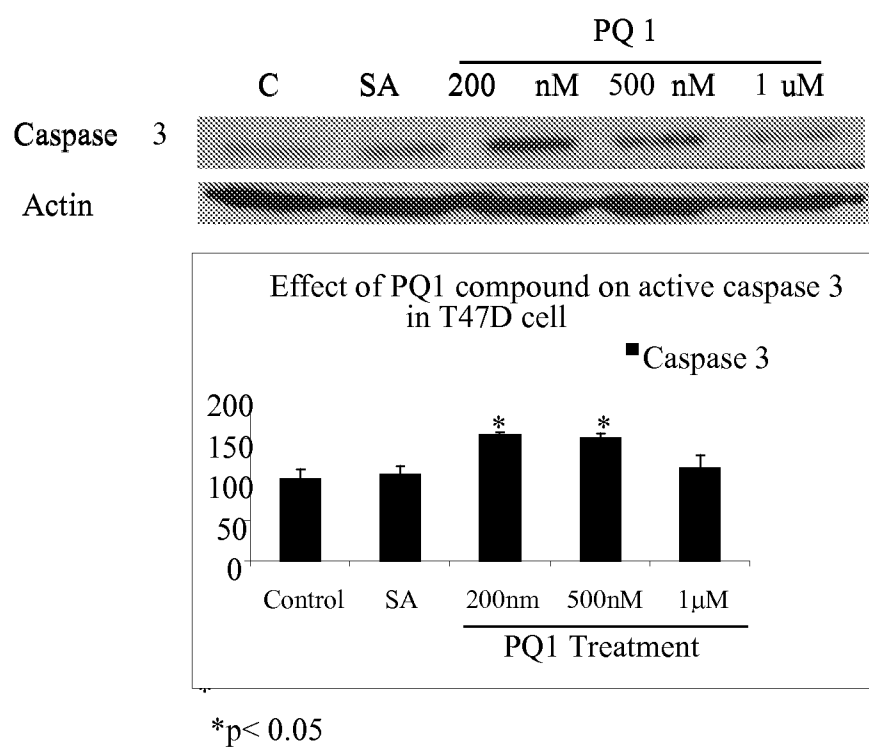 PQ 1
C SA 200 nM 500 nM 1 uM
Caspase 3
Actin
Effect of PQ1 compound on active caspase 3
in T47D cell
Caspase 3
200
150
100
50
0
* *
Control SA 200nm 500nM 1μM
PQ1 Treatment
*
*p< 0.05